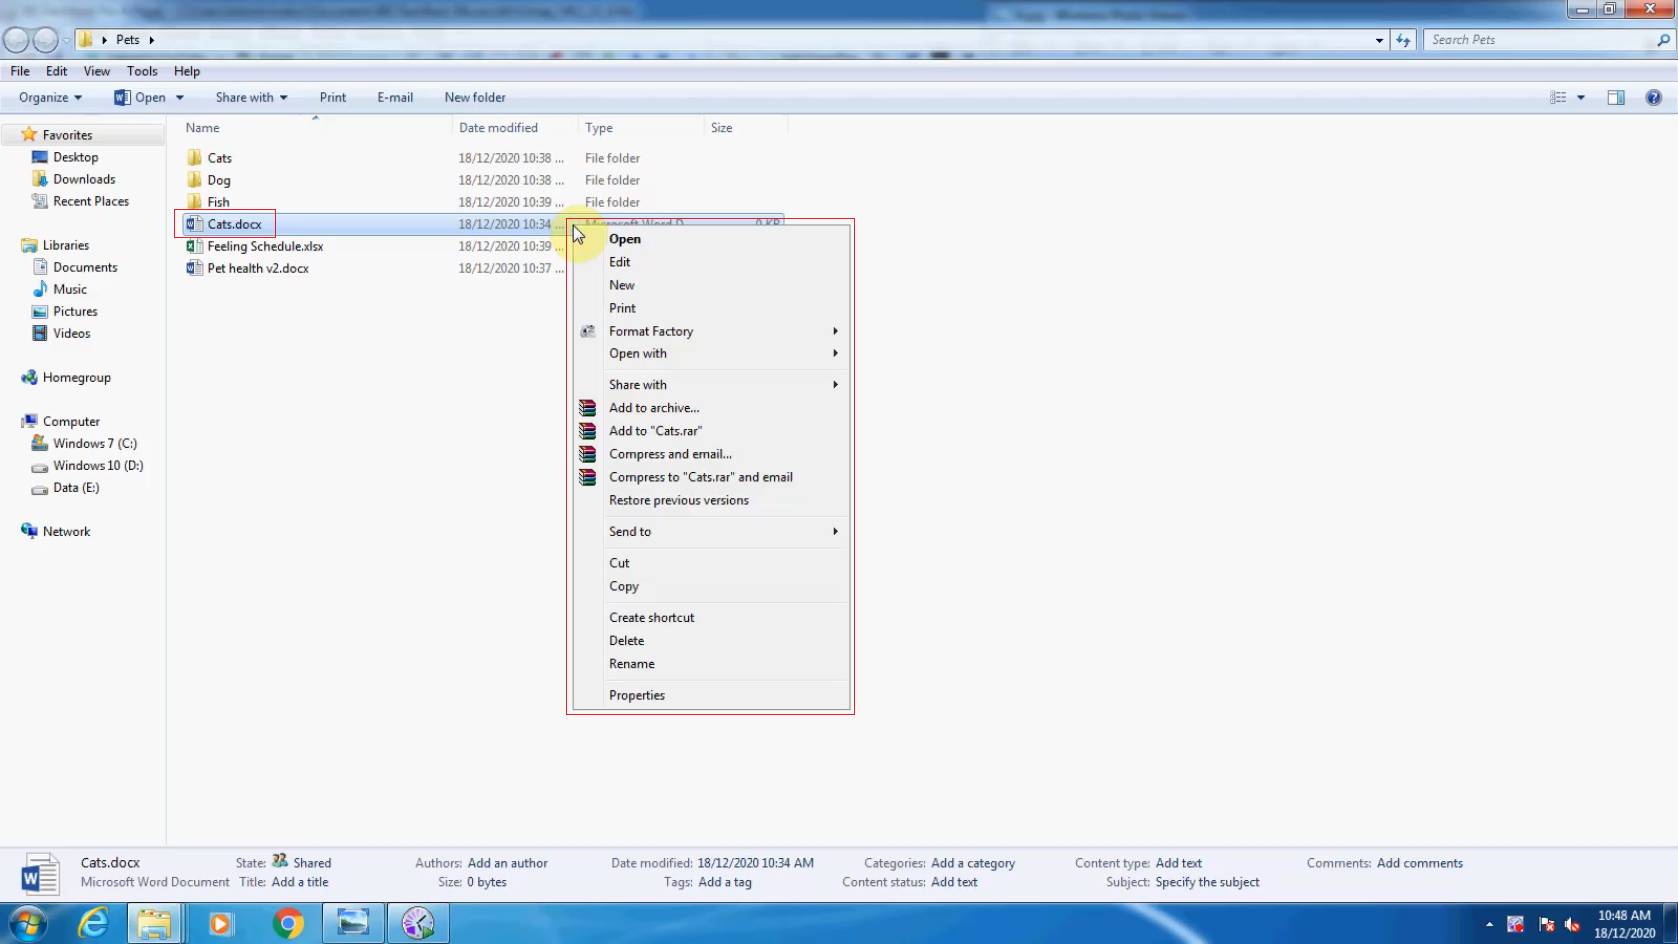 Pets
Search Pets
File Edit View Tools Help
Organize Open Share with Print E-mail New folder
Name Date modified Type Size
Favorites
Desktop
Downloads
Recent Places
Libraries
Documents
Music
Pictures
Videos
Homegroup
Computer
Windows 7 (C:)
Windows 10 (D:)
Data (E:)
Network
Cats 18/12/2020 10:38 ... File folder
Dog 18/12/2020 10:38 ... File folder
Fish 18/12/2020 10:39 ... File folder
Cats.docx 18/12/2020 10:34 ... Microsoft Word D... 0 KB
Feeling Schedule.xlsx 18/12/2020 10:39 ...
Pet health v2.docx 18/12/2020 10:37 ...
Open
Edit
New
Print
Format Factory
Open with
Share with
Add to archive...
Add to "Cats.rar"
Compress and email...
Compress to "Cats.rar" and email
Restore previous versions
Send to
Cut
Copy
Create shortcut
Delete
Rename
Properties
Cats.docx State: Shared Authors: Add an author Date modified: 18/12/2020 10:34 AM Categories: Add a category Content type: Add text Comments: Add comments
Microsoft Word Document Title: Add a title Size: 0 bytes Tags: Add a tag Content status: Add text Subject: Specify the subject
10:48 AM
18/12/2020